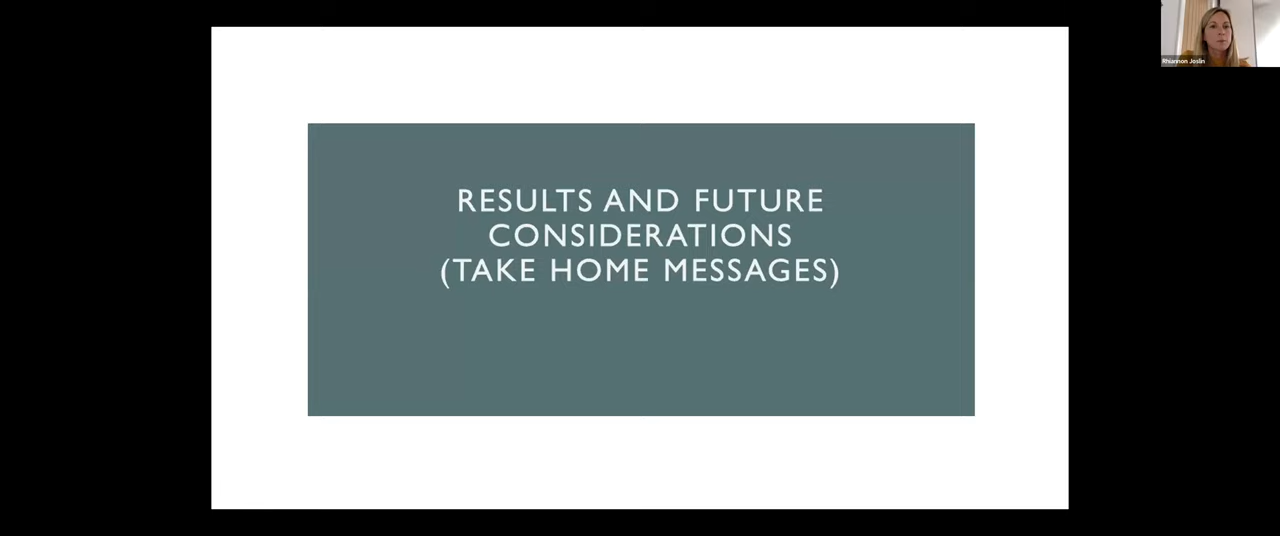 RESULTS AND FUTURE
CONSIDERATIONS
(TAKE HOME MESSAGES)
Rhiannon Joslin